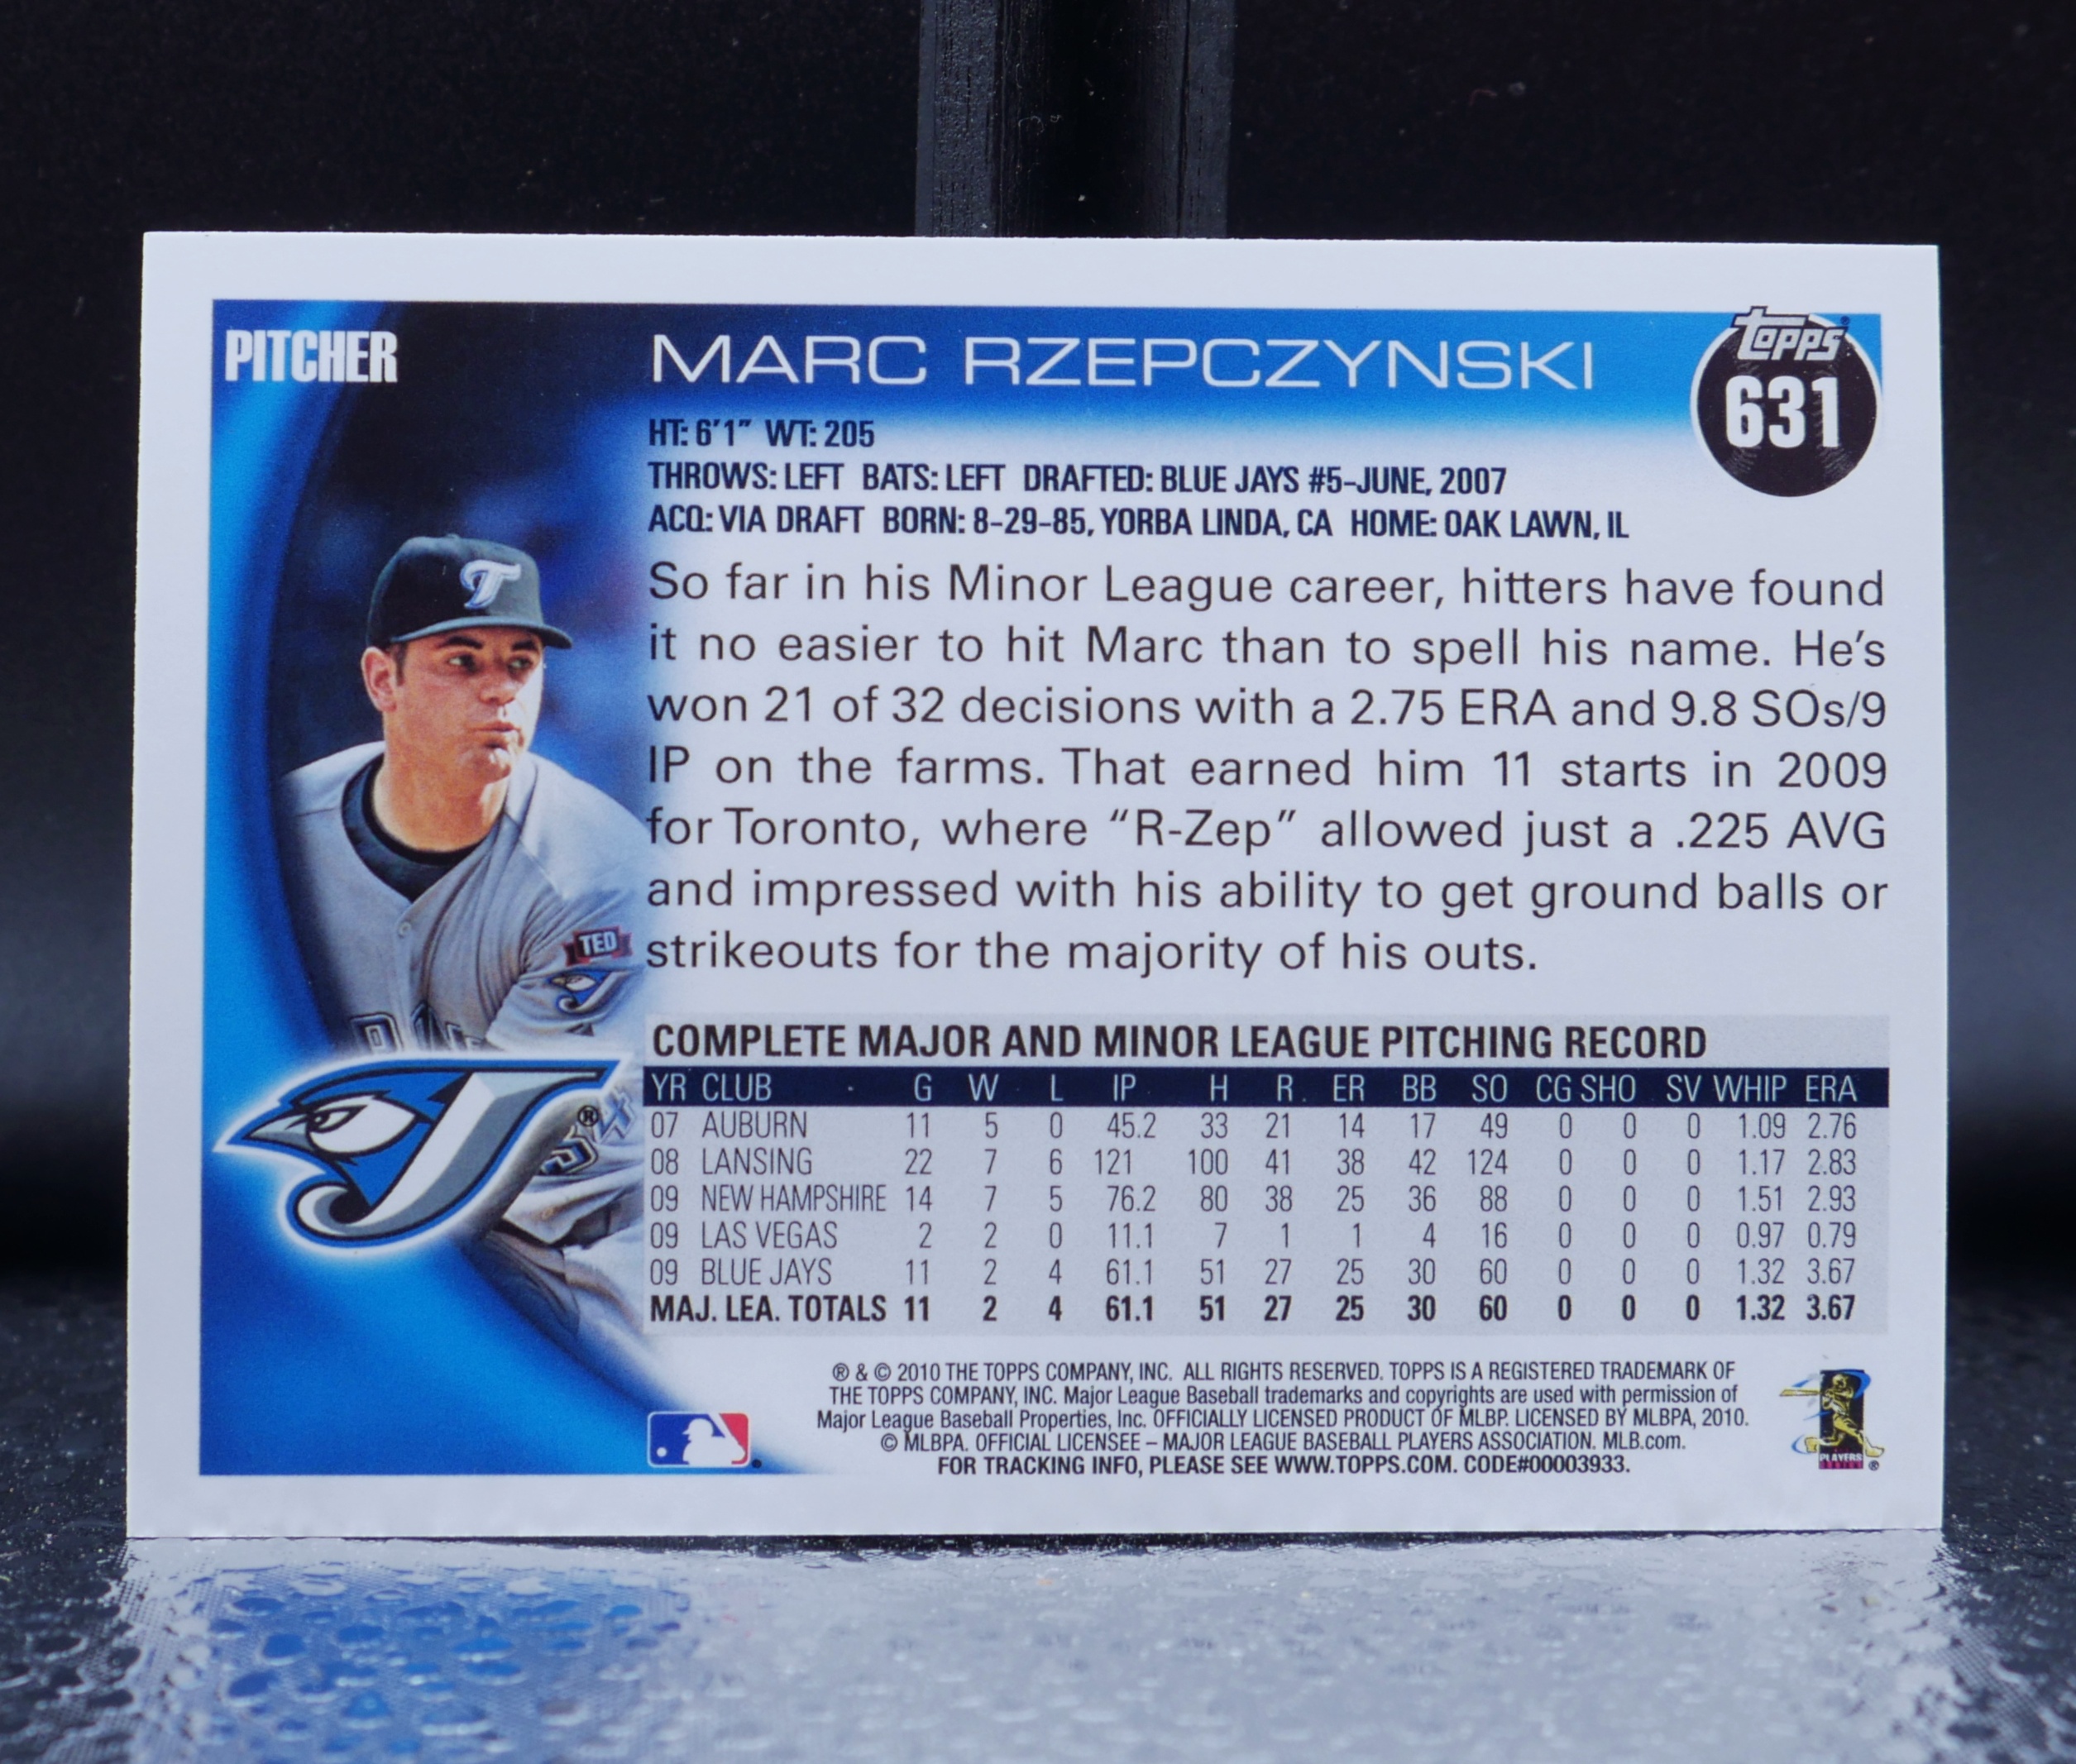 PITCHER
MARC RZEPCZYNSKI
Topps
631
HT: 6'1" WT: 205
THROWS: LEFT BATS: LEFT DRAFTED: BLUE JAYS #5-JUNE, 2007
ACQ: VIA DRAFT BORN: 8-29-85, YORBA LINDA, CA HOME: OAK LAWN, IL
So far in his Minor League career, hitters have found
it no easier to hit Marc than to spell his name. He's
won 21 of 32 decisions with a 2.75 ERA and 9.8 SOs/9
IP on the farms. That earned him 11 starts in 2009
for Toronto, where “R-Zep” allowed just a .225 AVG
and impressed with his ability to get ground balls or
strikeouts for the majority of his outs.
T
TED
J ®
COMPLETE MAJOR AND MINOR LEAGUE PITCHING RECORD
YR CLUB G W L IP H R ER BB SO CG SHO SV WHIP ERA
07 AUBURN 11 5 0 45.2 33 21 14 17 49 0 0 0 1.09 2.76
08 LANSING 22 7 6 121 100 41 38 42 124 0 0 0 1.17 2.83
09 NEW HAMPSHIRE 14 7 5 76.2 80 38 25 36 88 0 0 0 1.51 2.93
09 LAS VEGAS 2 2 0 11.1 7 1 1 4 16 0 0 0 0.97 0.79
09 BLUE JAYS 11 2 4 61.1 51 27 25 30 60 0 0 0 1.32 3.67
MAJ. LEA. TOTALS 11 2 4 61.1 51 27 25 30 60 0 0 0 1.32 3.67
® & © 2010 THE TOPPS COMPANY, INC. ALL RIGHTS RESERVED. TOPPS IS A REGISTERED TRADEMARK OF
THE TOPPS COMPANY, INC. Major League Baseball trademarks and copyrights are used with permission of
Major League Baseball Properties, Inc. OFFICIALLY LICENSED PRODUCT OF MLBP. LICENSED BY MLBPA, 2010.
© MLBPA. OFFICIAL LICENSEE – MAJOR LEAGUE BASEBALL PLAYERS ASSOCIATION. MLB.com.
FOR TRACKING INFO, PLEASE SEE WWW.TOPPS.COM. CODE#00003933.
PLAYERS
®